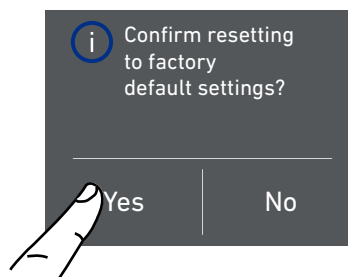 i
Confirm resetting
to factory
default settings?
Yes
No